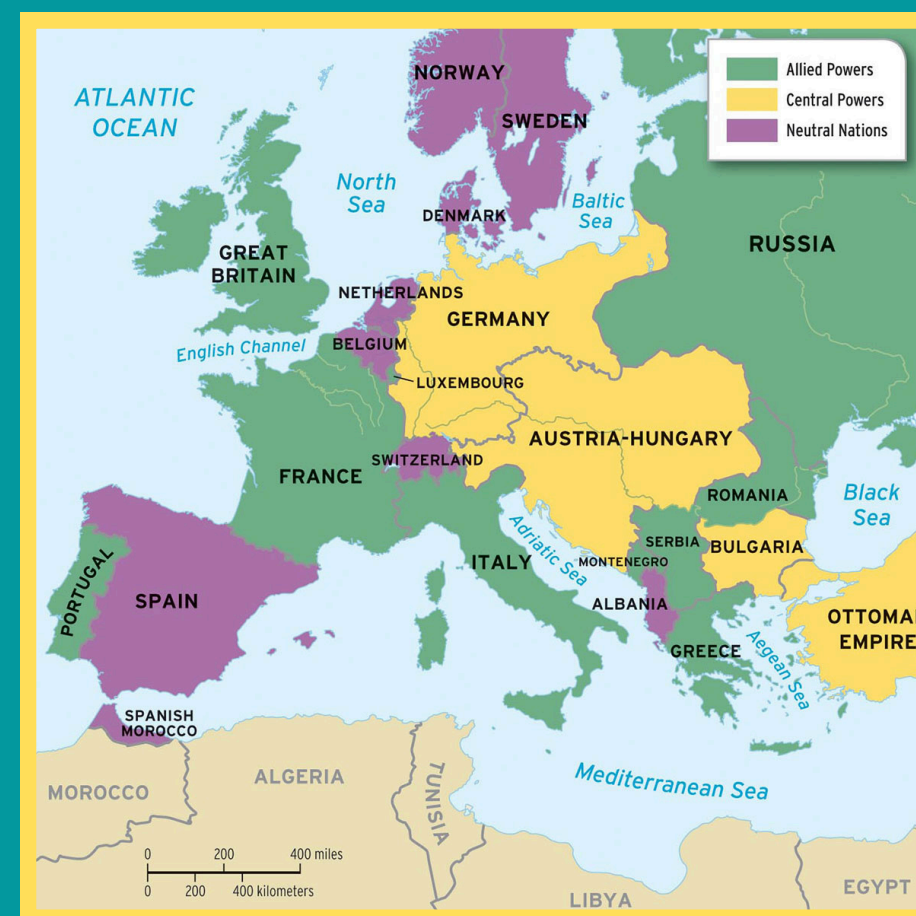 Allied Powers
Central Powers
Neutral Nations
NORWAY
SWEDEN
ATLANTIC
OCEAN
North
Sea
Baltic
Sea
DENMARK
RUSSIA
GREAT
BRITAIN
NETHERLANDS
GERMANY
English Channel
BELGIUM
LUXEMBOURG
AUSTRIA-HUNGARY
SWITZERLAND
FRANCE
ROMANIA
Black
Sea
Adriatic Sea
SERBIA
BULGARIA
ITALY
MONTENEGRO
PORTUGAL
SPAIN
ALBANIA
OTTOMA
EMPIRE
GREECE
Aegean Sea
SPANISH
MOROCCO
Mediterranean Sea
MOROCCO
ALGERIA
TUNISIA
0 200 400 miles
0 200 400 kilometers
LIBYA
EGYPT